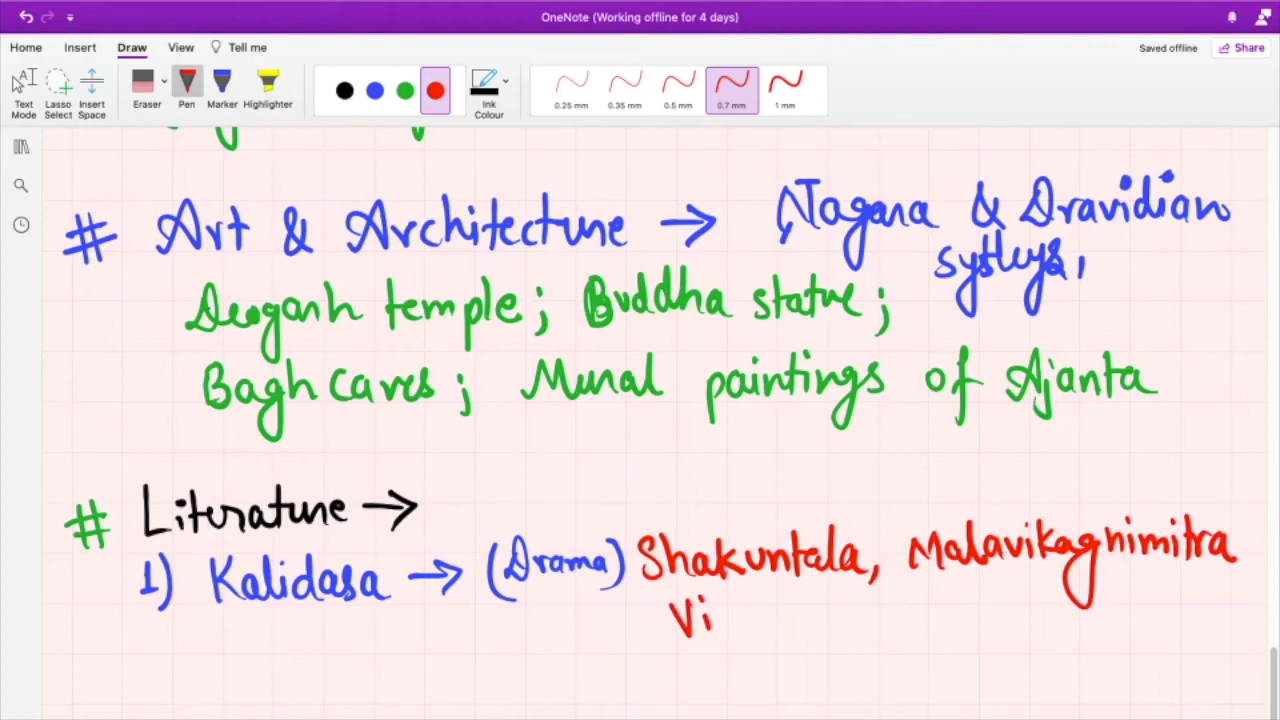 OneNote (Working offline for 4 days)
Home Insert Draw View Tell me Saved offline Share
Text Mode Lasso Select Insert Space Eraser Pen Marker Highlighter Ink Colour 0.25 mm 0.35 mm 0.5 mm 0.7 mm 1 mm
# Art & Architecture → Nagara & Dravidian
Deogarh temple; Buddha statue;
Bagh caves; Mural paintings of Ajanta
# Literature →
1) Kalidasa → (Drama) Shakuntala, Malavikagnimitra
Vi